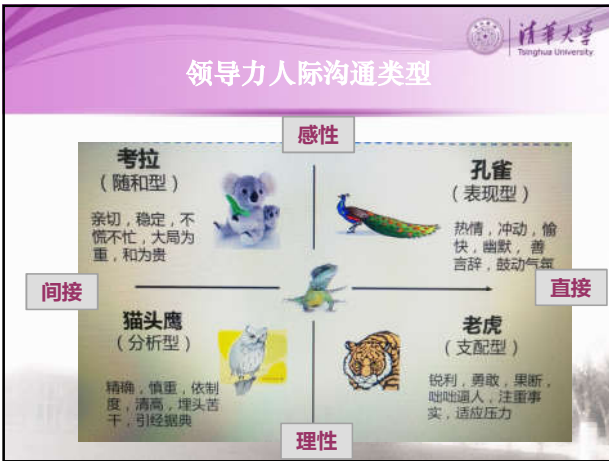 清华大学
Tsinghua University
领导力人际沟通类型
感性
考拉
（随和型）
亲切，稳定，不
慌不忙，大局为
重，和为贵
孔雀
（表现型）
热情，冲动，愉
快，幽默，善
言辞，鼓动气氛
间接
直接
猫头鹰
（分析型）
精确，慎重，依制
度，清高，埋头苦
干，引经据典
老虎
（支配型）
锐利，勇敢，果断，
咄咄逼人，注重事
实，适应压力
理性